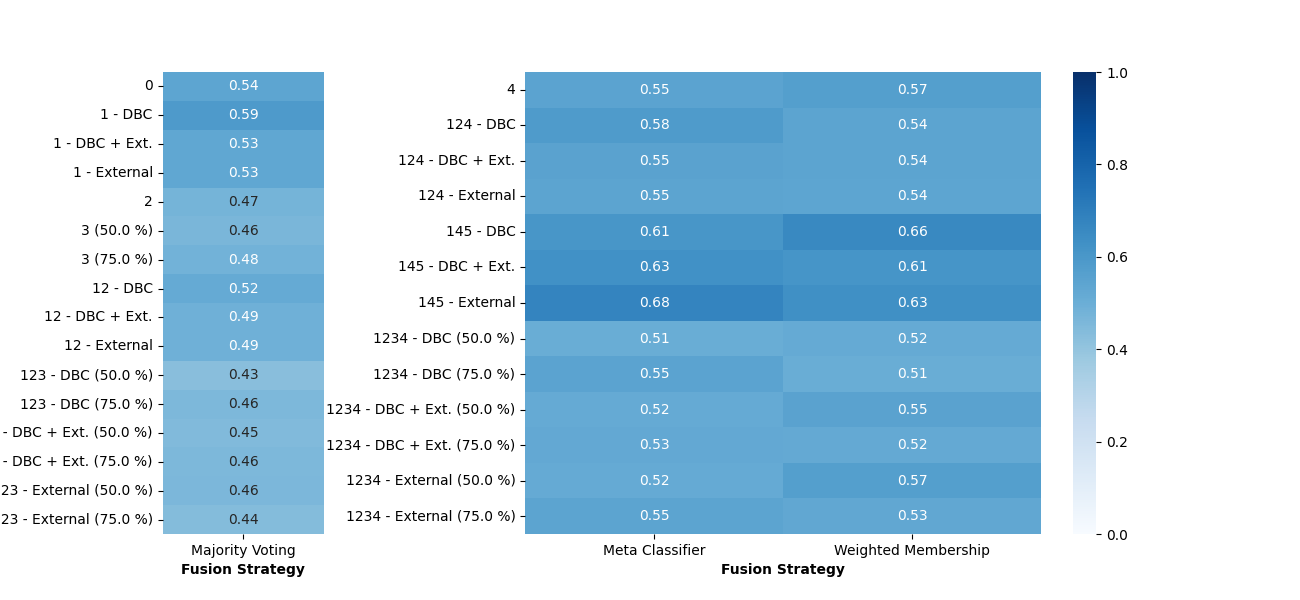 0 0.54
1 - DBC 0.59
1 - DBC + Ext. 0.53
1 - External 0.53
2 0.47
3 (50.0 %) 0.46
3 (75.0 %) 0.48
12 - DBC 0.52
12 - DBC + Ext. 0.49
12 - External 0.49
123 - DBC (50.0 %) 0.43
123 - DBC (75.0 %) 0.46
- DBC + Ext. (50.0 %) 0.45
- DBC + Ext. (75.0 %) 0.46
23 - External (50.0 %) 0.46
23 - External (75.0 %) 0.44
Majority Voting
Fusion Strategy
4 0.55 0.57
124 - DBC 0.58 0.54
124 - DBC + Ext. 0.55 0.54
124 - External 0.55 0.54
145 - DBC 0.61 0.66
145 - DBC + Ext. 0.63 0.61
145 - External 0.68 0.63
1234 - DBC (50.0 %) 0.51 0.52
1234 - DBC (75.0 %) 0.55 0.51
1234 - DBC + Ext. (50.0 %) 0.52 0.55
1234 - DBC + Ext. (75.0 %) 0.53 0.52
1234 - External (50.0 %) 0.52 0.57
1234 - External (75.0 %) 0.55 0.53
Meta Classifier Weighted Membership
Fusion Strategy
1.0
0.8
0.6
0.4
0.2
0.0